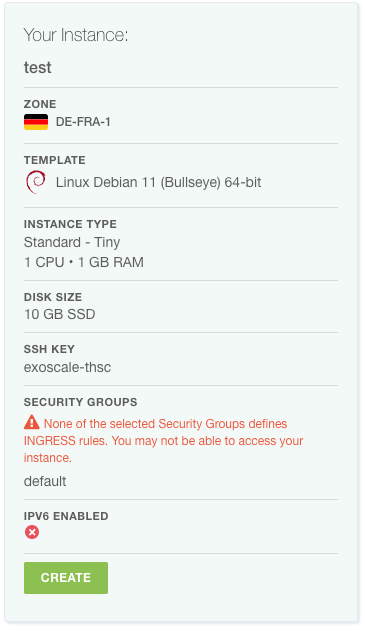 Your Instance:
test
ZONE
DE-FRA-1
TEMPLATE
Linux Debian 11 (Bullseye) 64-bit
INSTANCE TYPE
Standard - Tiny
1 CPU • 1 GB RAM
DISK SIZE
10 GB SSD
SSH KEY
exoscale-thsc
SECURITY GROUPS
None of the selected Security Groups defines
INGRESS rules. You may not be able to access your
instance.
default
IPV6 ENABLED
CREATE